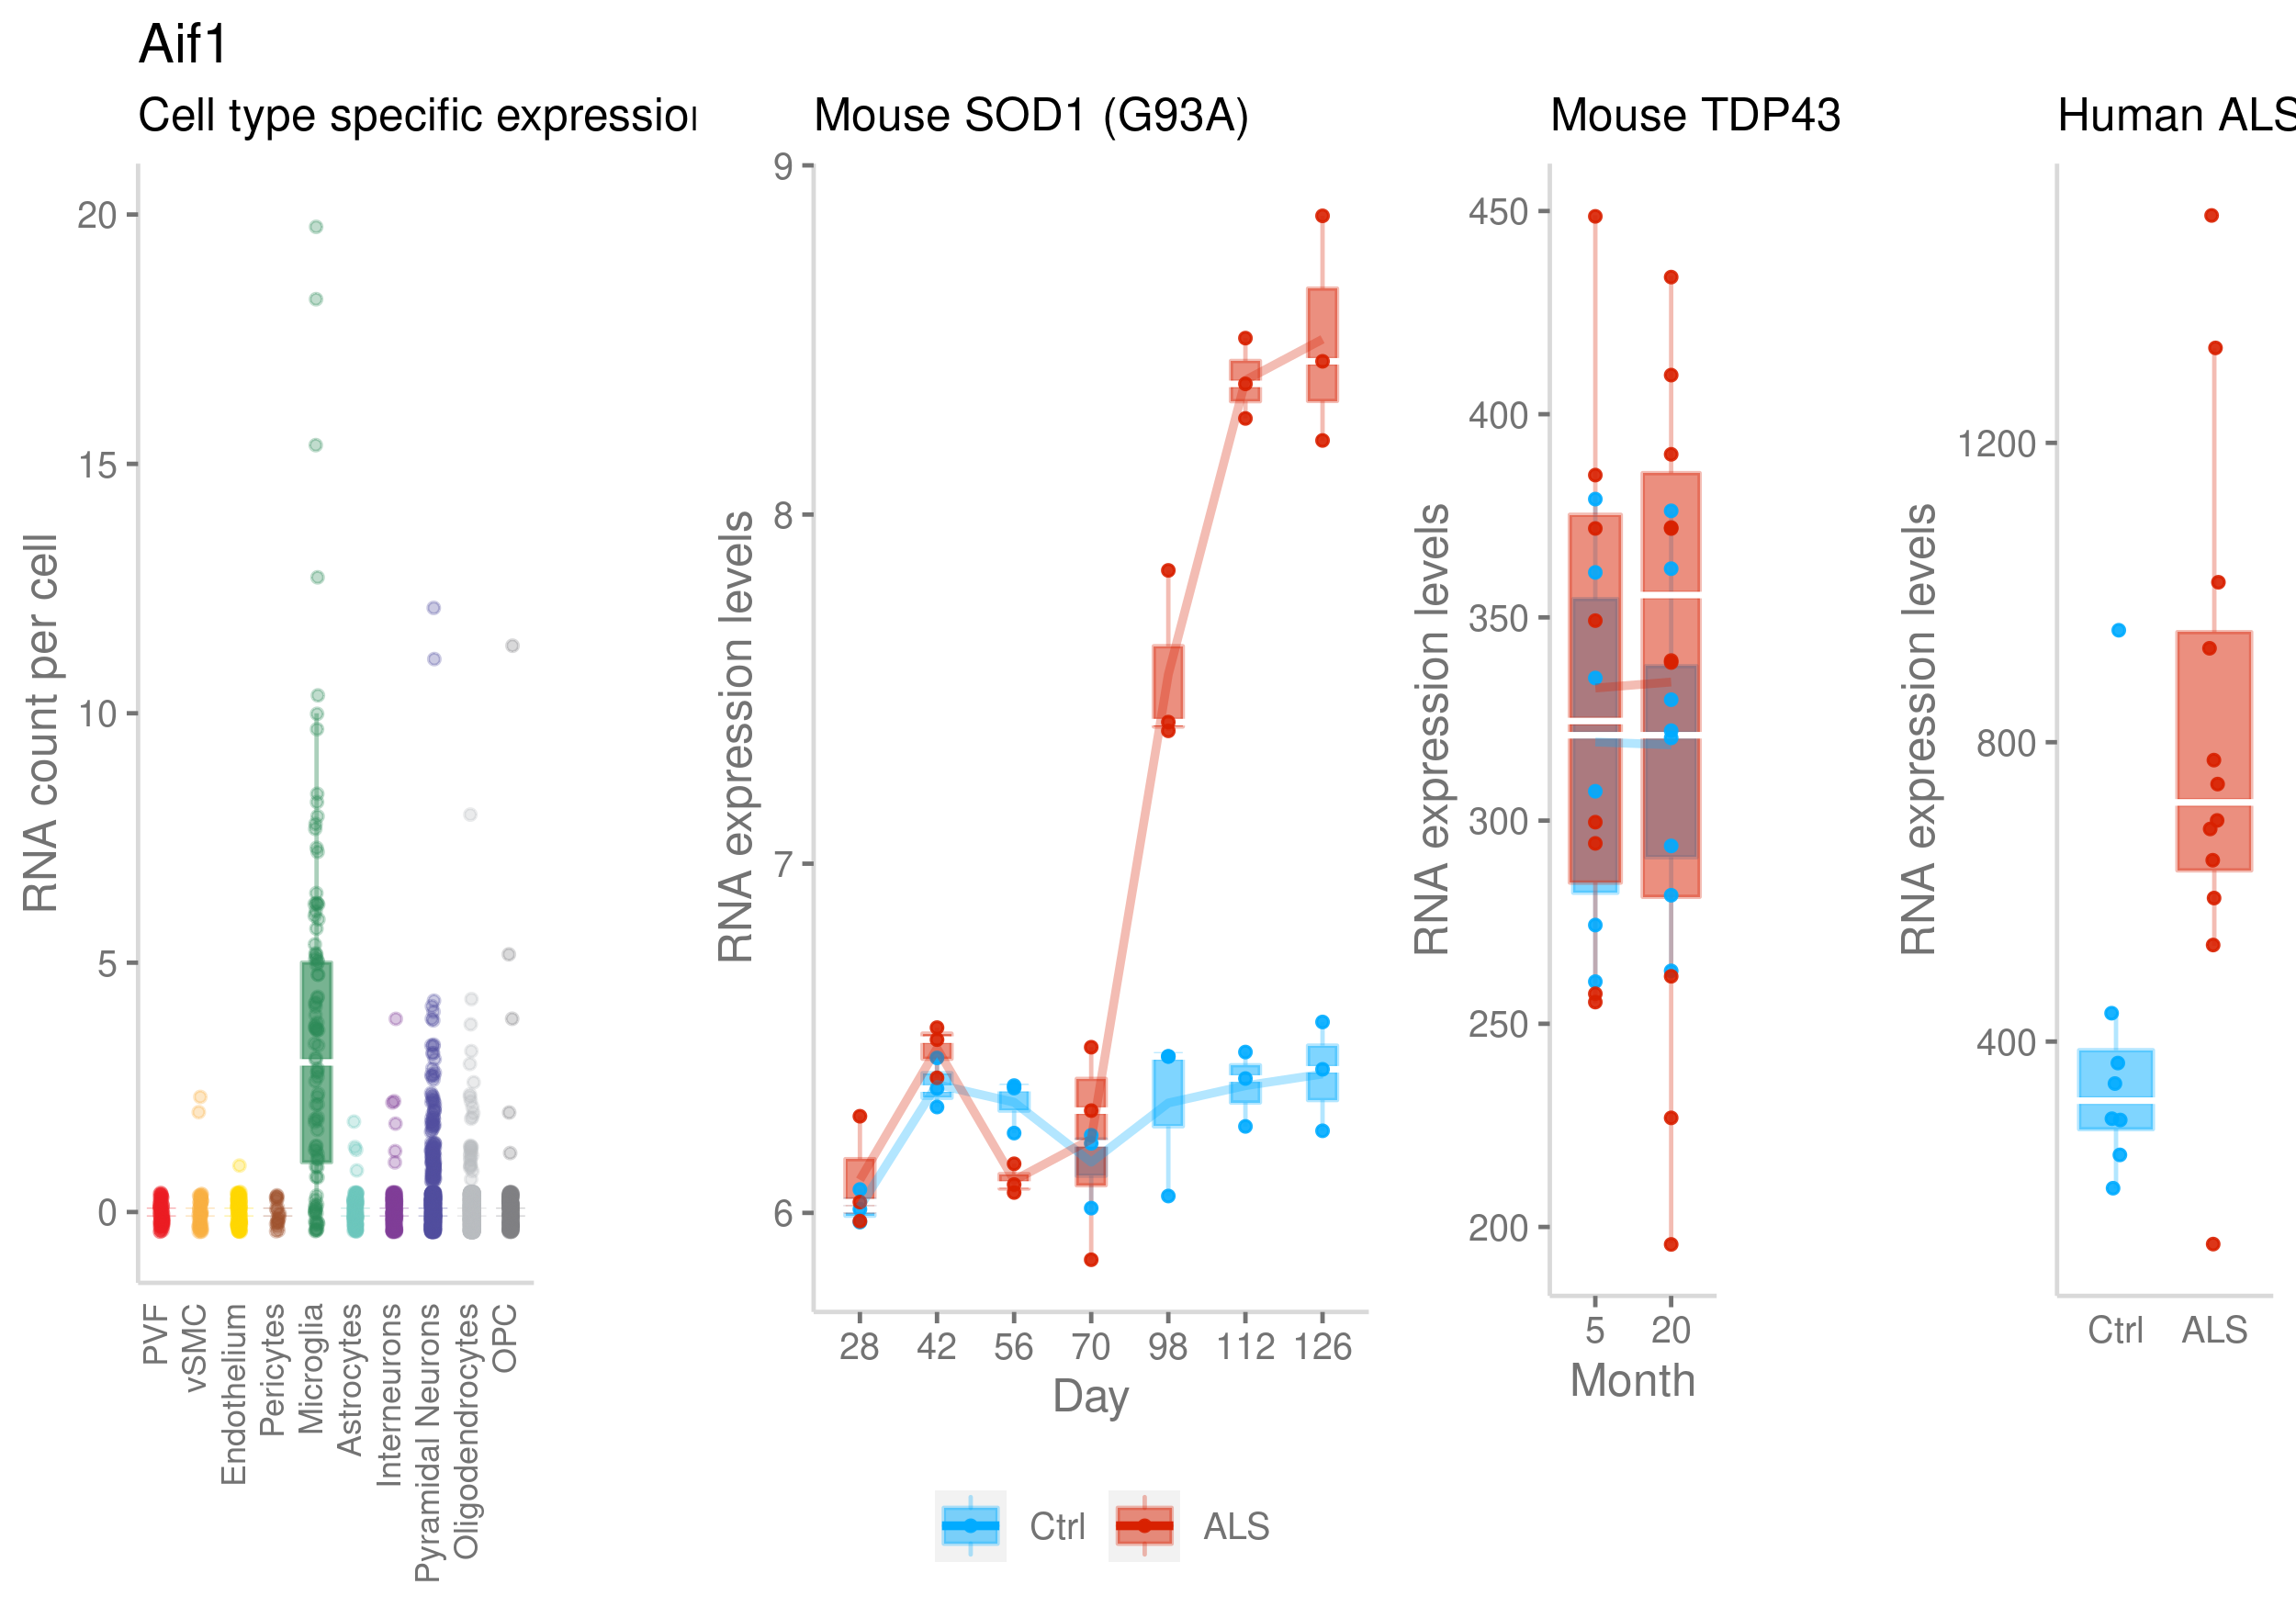 Aif1
Cell type specific expression
RNA count per cell
20
15
10
5
0
PVF
vSMC
Endothelium
Pericytes
Microglia
Astrocytes
Interneurons
Pyramidal Neurons
Oligodendrocytes
OPC
Mouse SOD1 (G93A)
RNA expression levels
9
8
7
6
28 42 56 70 98 112 126
Day
Mouse TDP43
RNA expression levels
450
400
350
300
250
200
5 20
Month
Human ALS
RNA expression levels
1200
800
400
Ctrl ALS
Ctrl ALS